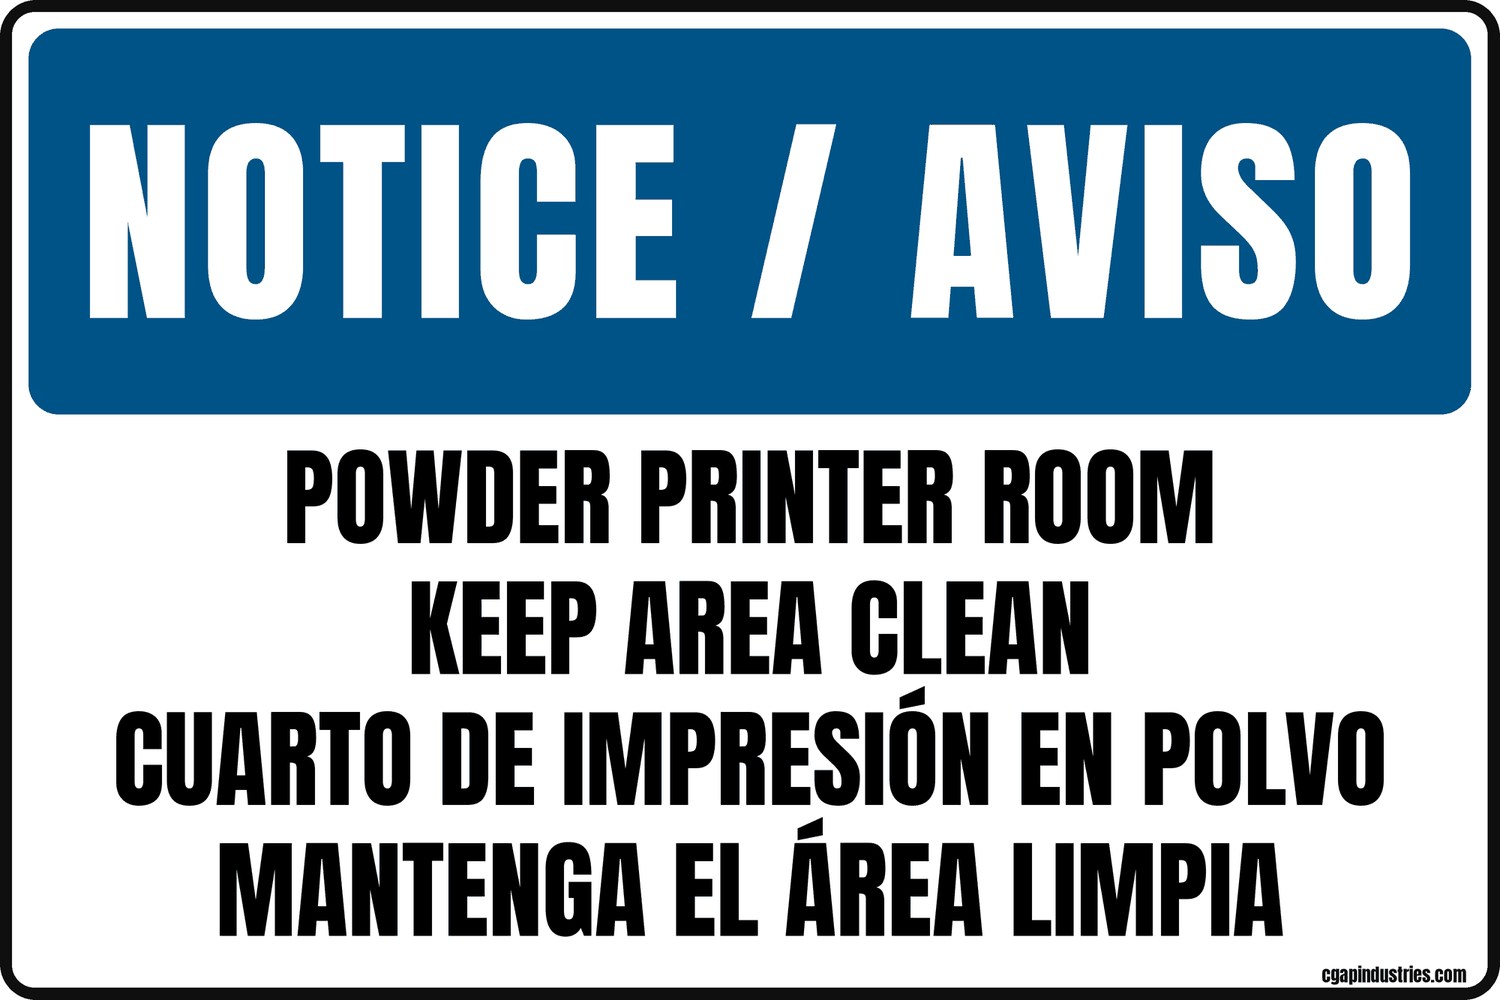 NOTICE / AVISO
POWDER PRINTER ROOM
KEEP AREA CLEAN
CUARTO DE IMPRESIÓN EN POLVO
MANTENGA EL ÁREA LIMPIA
cgapindustries.com